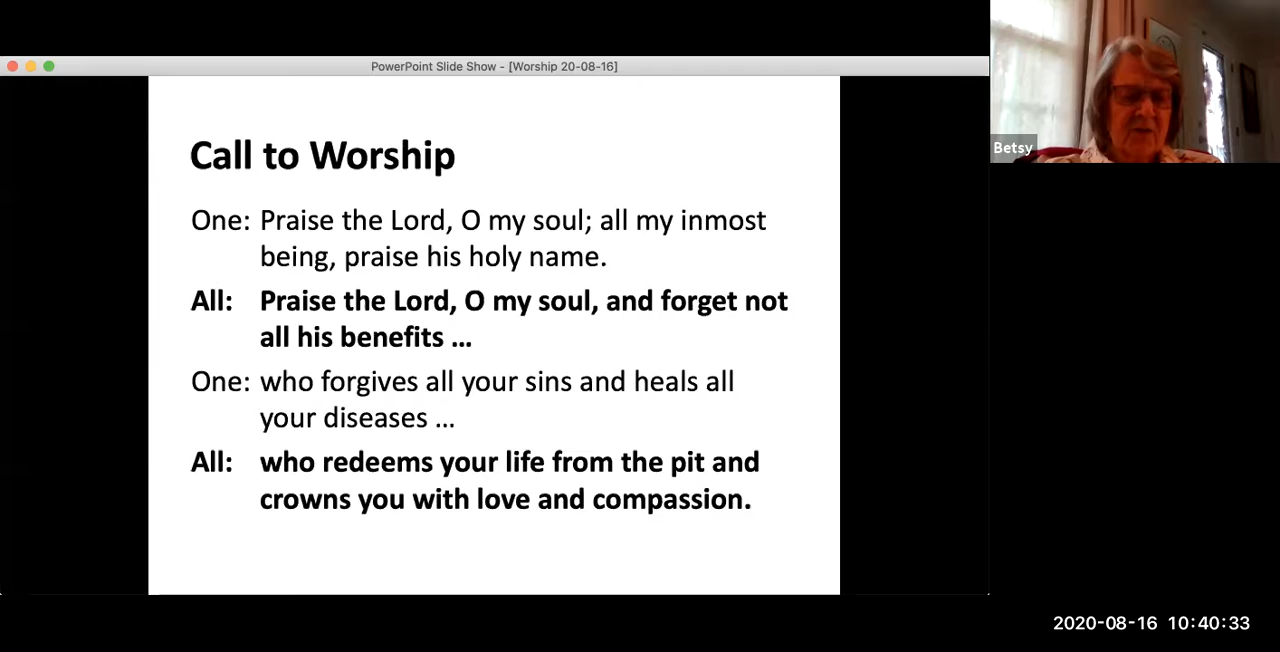 PowerPoint Slide Show - [Worship 20-08-16]
Betsy
Call to Worship
One: Praise the Lord, O my soul; all my inmost
being, praise his holy name.
All: Praise the Lord, O my soul, and forget not
all his benefits ...
One: who forgives all your sins and heals all
your diseases ...
All: who redeems your life from the pit and
crowns you with love and compassion.
2020-08-16 10:40:33